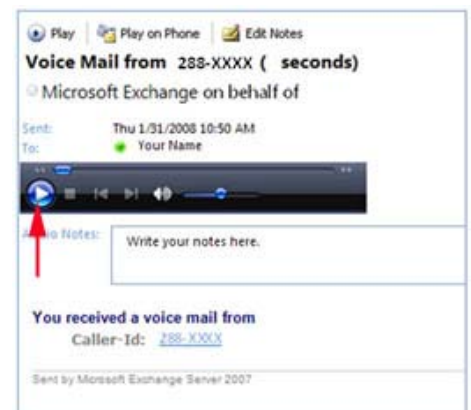 Play Play on Phone Edit Notes
Voice Mail from 288-XXXX ( seconds)
Microsoft Exchange on behalf of
Sent: Thu 1/31/2008 10:50 AM
To: Your Name
Audio Notes: Write your notes here.
You received a voice mail from
Caller-Id: 288-XXXX
Sent by Microsoft Exchange Server 2007